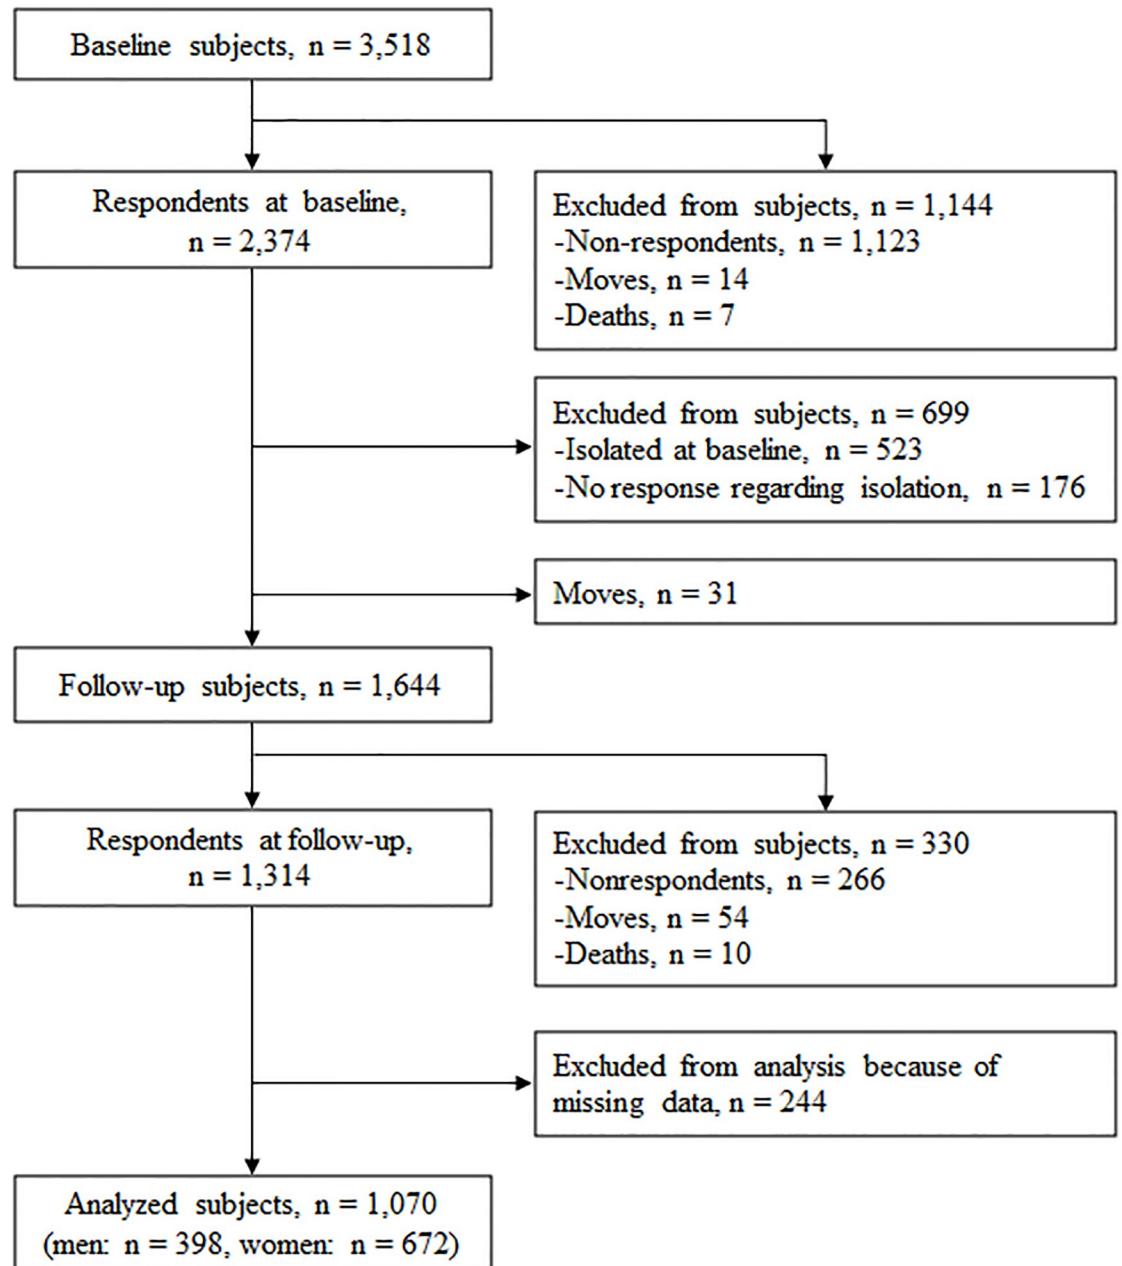 Baseline subjects, n = 3,518
Respondents at baseline,
n = 2,374
Excluded from subjects, n = 1,144
-Non-respondents, n = 1,123
-Moves, n = 14
-Deaths, n = 7
Excluded from subjects, n = 699
-Isolated at baseline, n = 523
-No response regarding isolation, n = 176
Moves, n = 31
Follow-up subjects, n = 1,644
Respondents at follow-up,
n = 1,314
Excluded from subjects, n = 330
-Nonrespondents, n = 266
-Moves, n = 54
-Deaths, n = 10
Excluded from analysis because of
missing data, n = 244
Analyzed subjects, n = 1,070
(men: n = 398, women: n = 672)